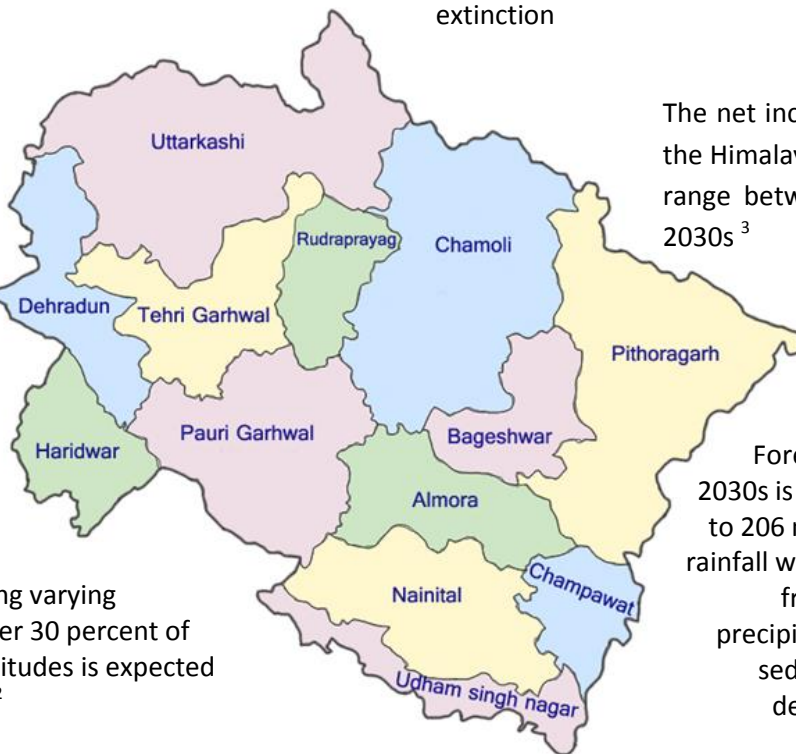 extinction
The net inc
the Himalay
range betw
2030s ³
Uttarkashi
Rudraprayag
Chamoli
Dehradun
Tehri Garhwal
Pithoragarh
Haridwar
Pauri Garhwal
Bageshwar
Almora
Fore
2030s is
to 206 r
rainfall w
fr
precipi
sed
de
Nainital
Champawat
Udham singh nagar
ng varying
er 30 percent of
itudes is expected
²